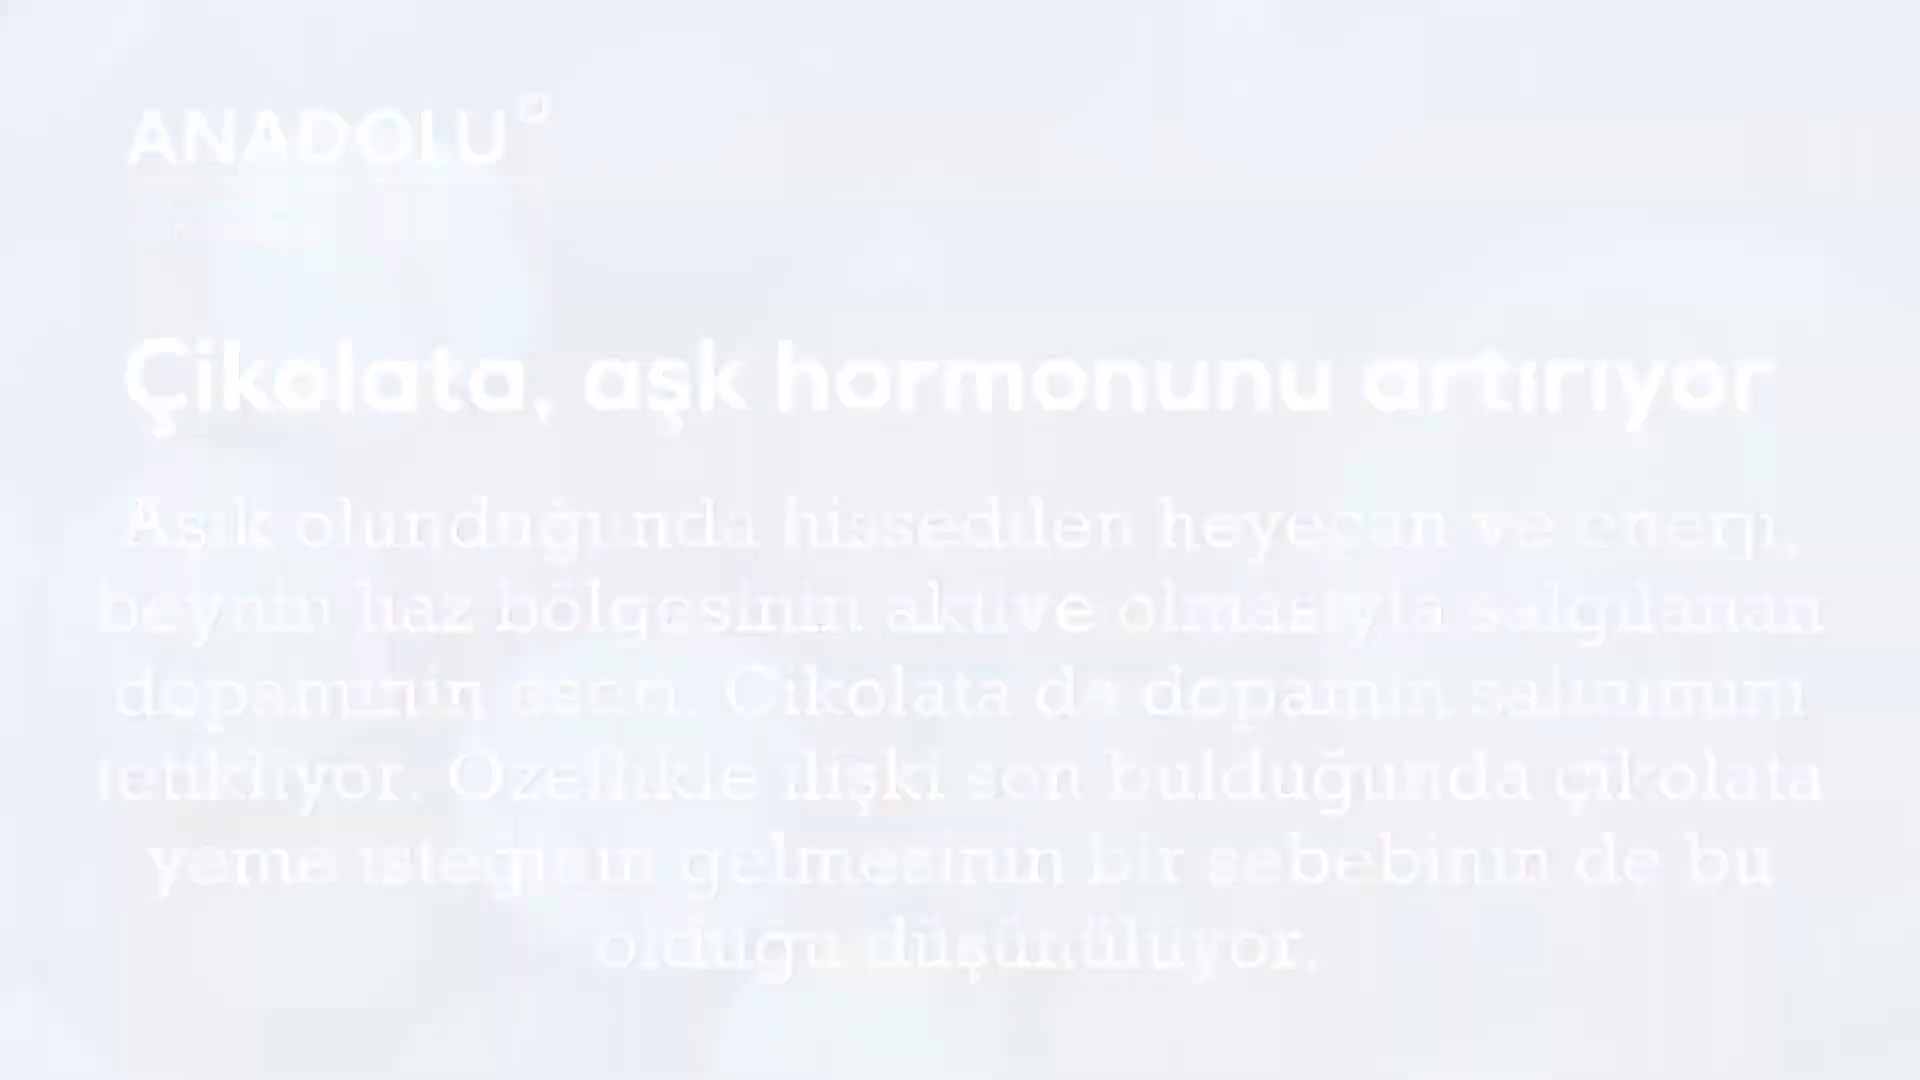 ANADOLU
Çikolata, aşk hormonunu artırıyor
Aşık olunduğunda hissedilen heyecan ve enerji,
beynin haz bölgesinin aktive olmasıyla salgılanan
dopaminin eseri. Çikolata da dopamin salınımını
tetikliyor. Özellikle ilişki son bulduğunda çikolata
yeme isteğinin gelmesinin bir sebebinin de bu
olduğu düşünülüyor.